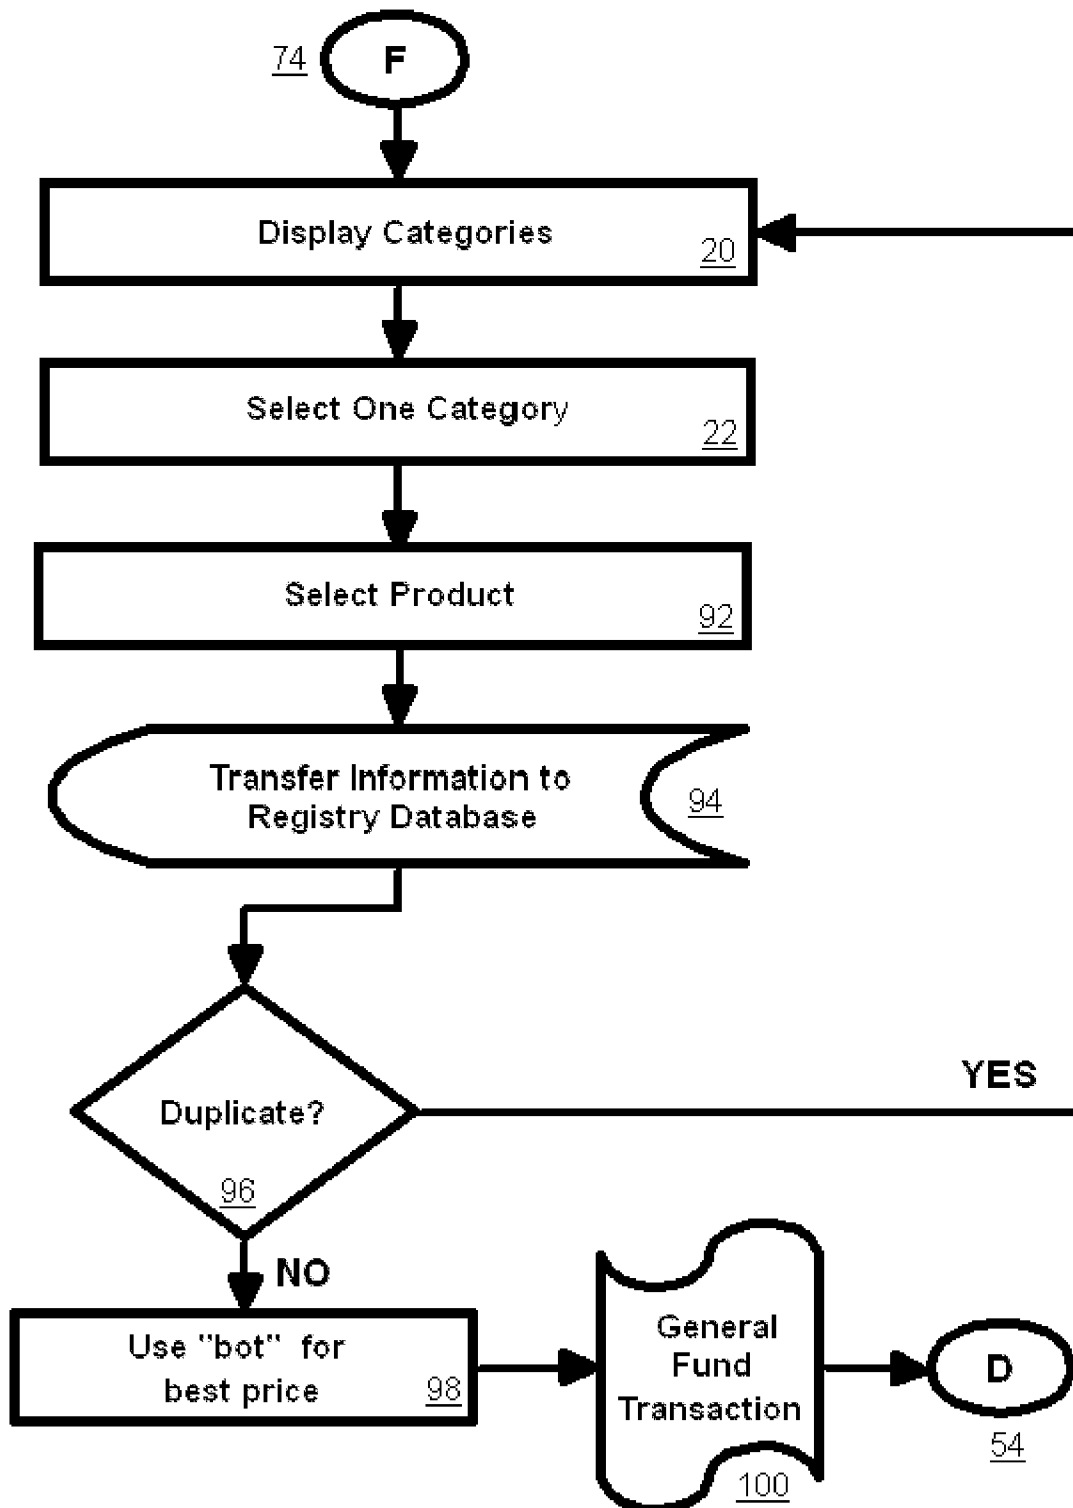 74
F
Display Categories
20
Select One Category
22
Select Product
92
Transfer Information to
Registry Database
94
Duplicate?
96
YES
NO
Use "bot" for
best price
98
General
Fund
Transaction
100
D
54